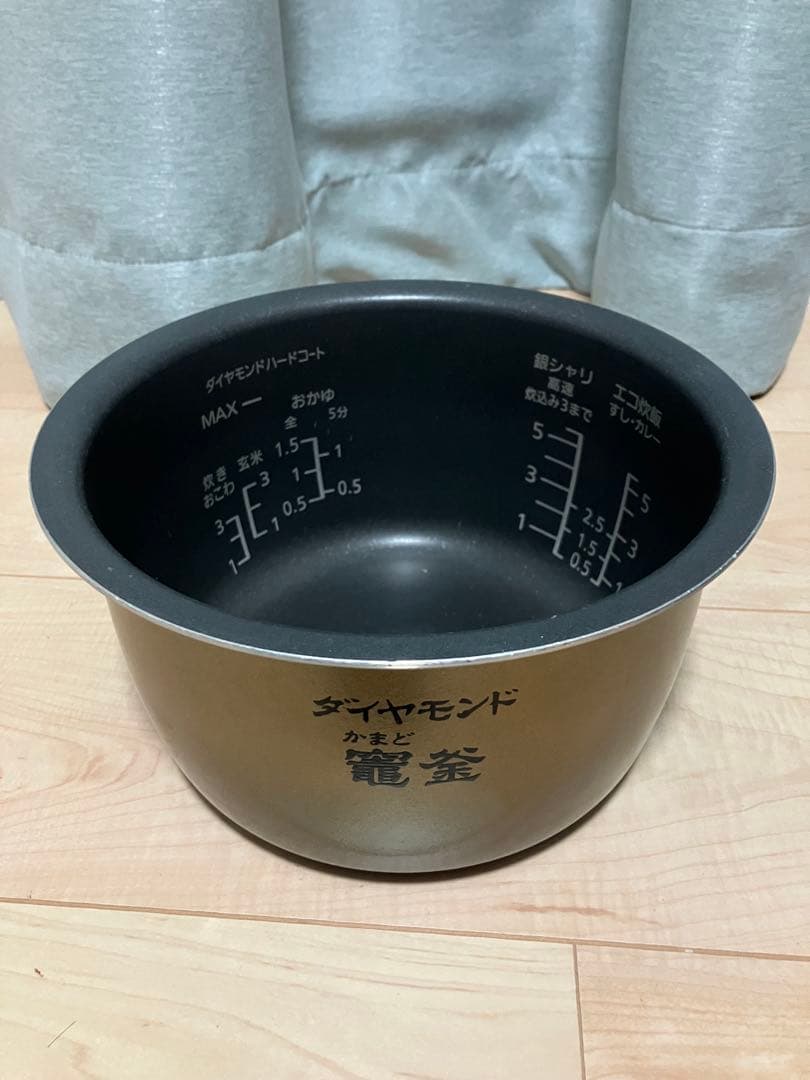 ダイヤモンドハードコート
MAX
おかゆ
全 5分
1.5
1 1
0.5 0.5
炊き
おこわ
3
1
玄米
3
1
銀シャリ
高速
炊込み3まで
5
3
1
2.5
1.5
0.5
エコ炊飯
すし・カレー
5
3
1
ダイヤモンド
かまど
竈釜